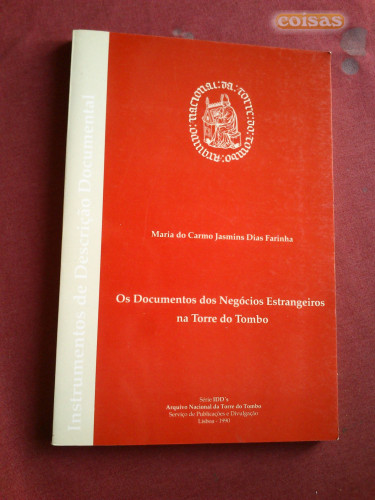 coisas
Instrumentos de Descrição Documental
ARQUIVO:NACIONAL:DA:TORRE:DO:TOMBO:
Maria do Carmo Jasmins Dias Farinha
Os Documentos dos Negócios Estrangeiros
na Torre do Tombo
Série IDD's
Arquivo Nacional da Torre do Tombo
Serviço de Publicações e Divulgação
Lisboa - 1990